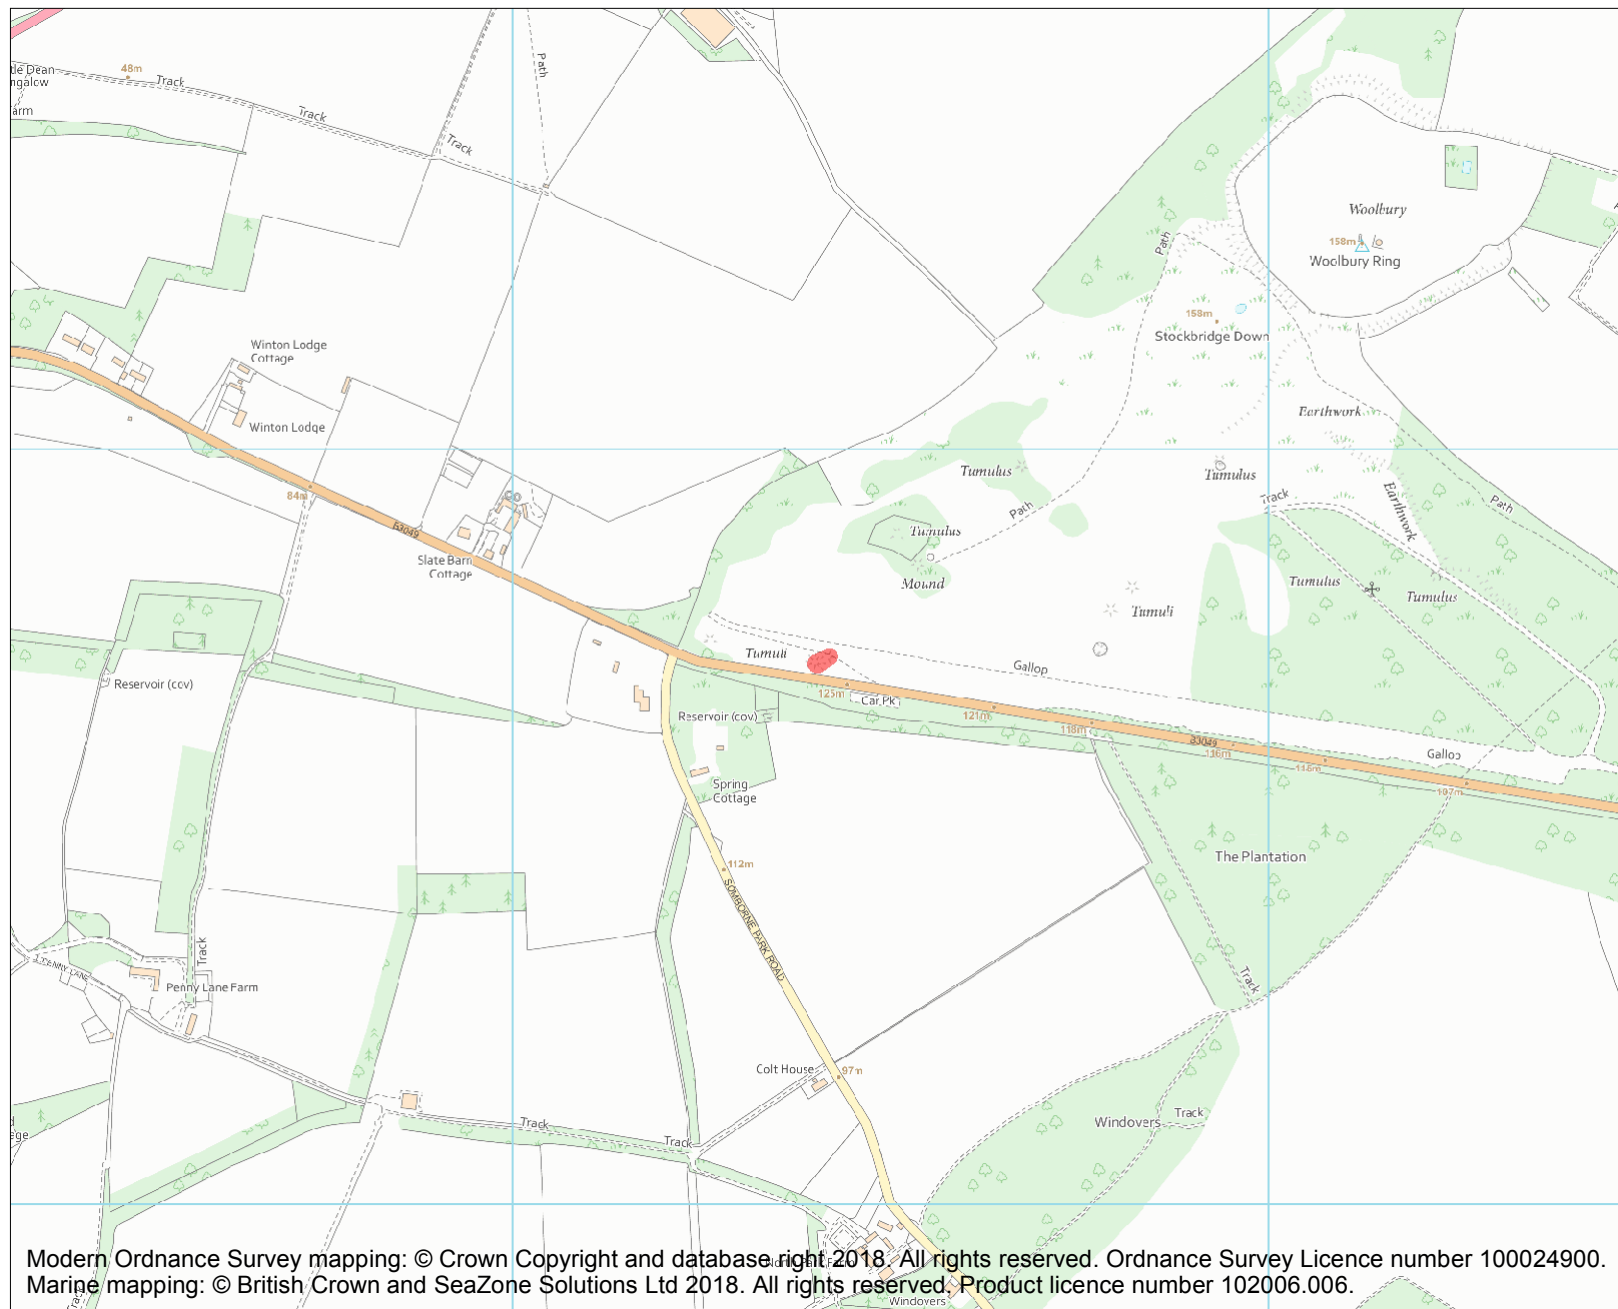 48m
Track
Track
Track
Path
arm
Woolbury
158m
Woolbury Ring
Path
158m
Stockbridge Down
Winton Lodge
Cottage
Winton Lodge
Earthwork
Tumulus
Tumulus
Track
Earthwork
Path
84m
B3049
Path
Tumulus
Slate Barn
Cottage
Mound
Tumulus
Tumulus
Tumuli
Tumuli
Gallop
Reservoir (cov)
125m
Car Pk
121m
Reservoir (cov)
118m
B3049
116m
Gallop
116m
107m
Spring
Cottage
112m
The Plantation
SOMBORNE PARK ROAD
Track
PENNY LANE
Penny Lane Farm
Track
Colt House
97m
Track
Track
Windovers
Track
Track
Modern Ordnance Survey mapping: © Crown Copyright and database right 2018. All rights reserved. Ordnance Survey Licence number 100024900.
Marine mapping: © British Crown and SeaZone Solutions Ltd 2018. All rights reserved. Product licence number 102006.006.
Windovers